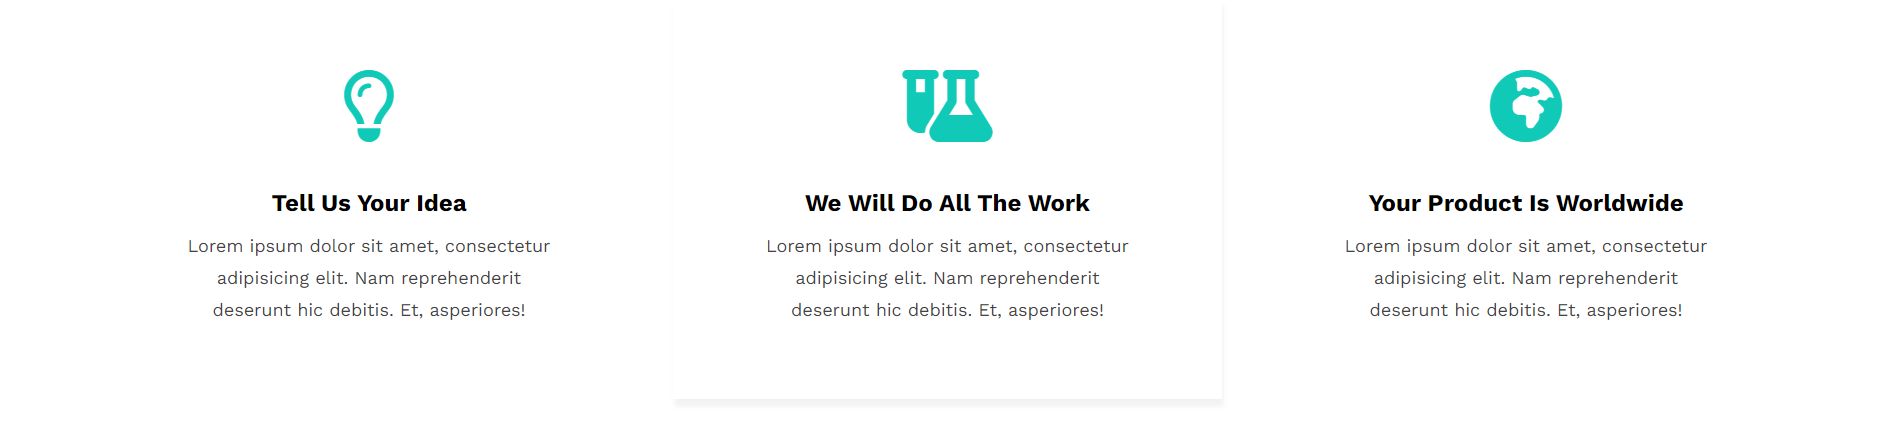 Tell Us Your Idea
Lorem ipsum dolor sit amet, consectetur
adipisicing elit. Nam reprehenderit
deserunt hic debitis. Et, asperiores!
We Will Do All The Work
Lorem ipsum dolor sit amet, consectetur
adipisicing elit. Nam reprehenderit
deserunt hic debitis. Et, asperiores!
Your Product Is Worldwide
Lorem ipsum dolor sit amet, consectetur
adipisicing elit. Nam reprehenderit
deserunt hic debitis. Et, asperiores!